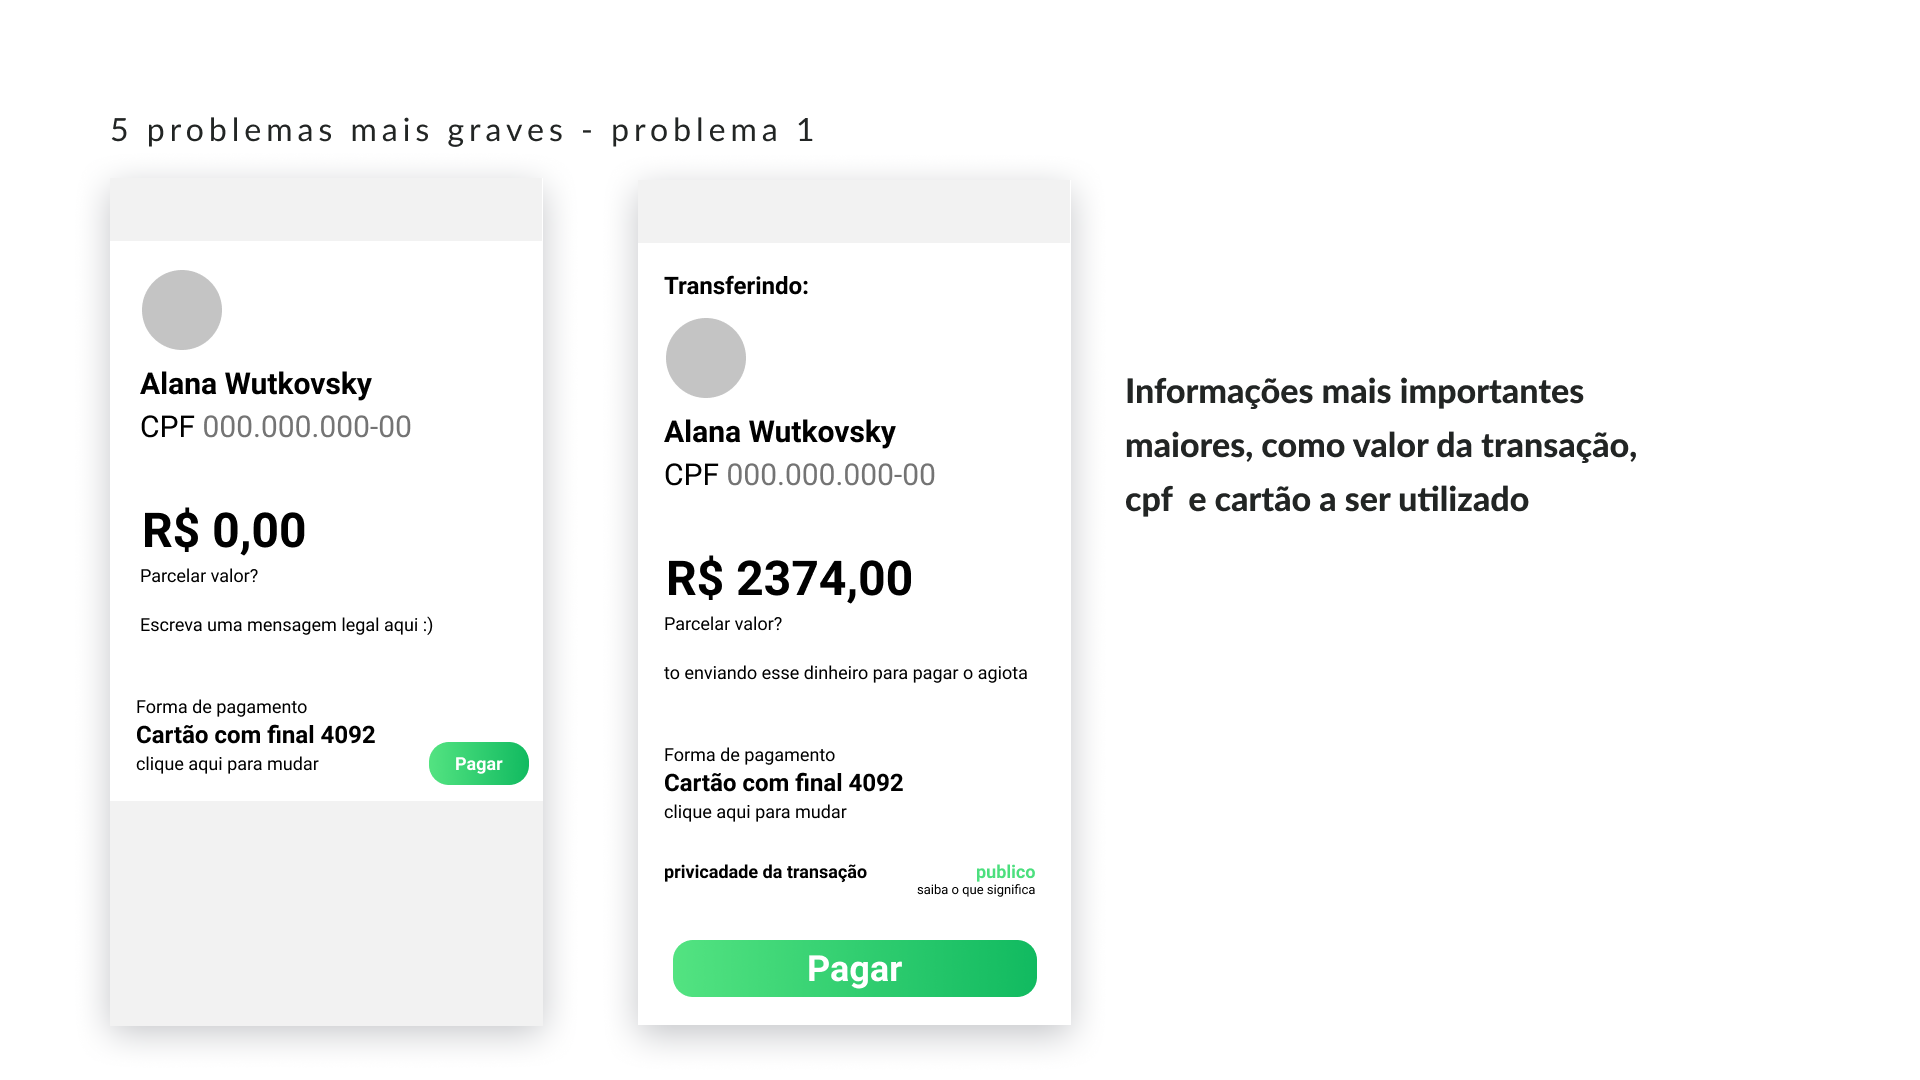 5 problemas mais graves - problema 1
Alana Wutkovsky
CPF 000.000.000-00
R$ 0,00
Parcelar valor?
Escreva uma mensagem legal aqui :)
Forma de pagamento
Cartão com final 4092
clique aqui para mudar
Pagar
Transferindo:
Alana Wutkovsky
CPF 000.000.000-00
R$ 2374,00
Parcelar valor?
to enviando esse dinheiro para pagar o agiota
Forma de pagamento
Cartão com final 4092
clique aqui para mudar
privicadade da transação
publico
saiba o que significa
Pagar
Informações mais importantes
maiores, como valor da transação,
cpf  e cartão a ser utilizado